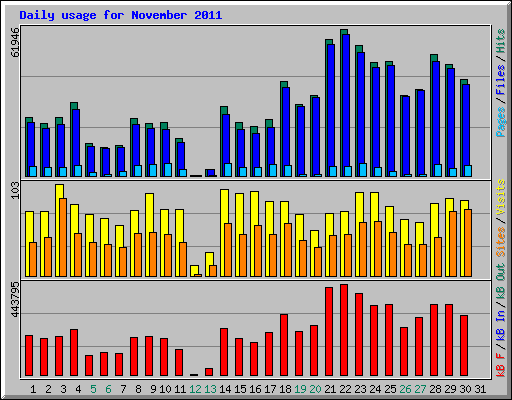 Daily usage for November 2011
61946
Pages / Files / Hits
103
Sites / Visits
443795
kB F / kB In / kB Out
1 2 3 4 5 6 7 8 9 10 11 12 13 14 15 16 17 18 19 20 21 22 23 24 25 26 27 28 29 30 31